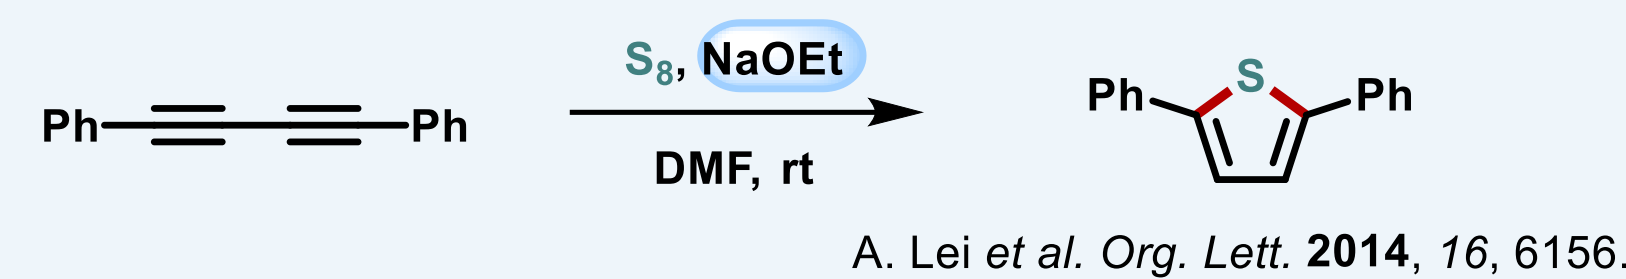 S8, NaOEt
Ph Ph
DMF, rt
Ph S Ph
A. Lei et al. Org. Lett. 2014, 16, 6156.